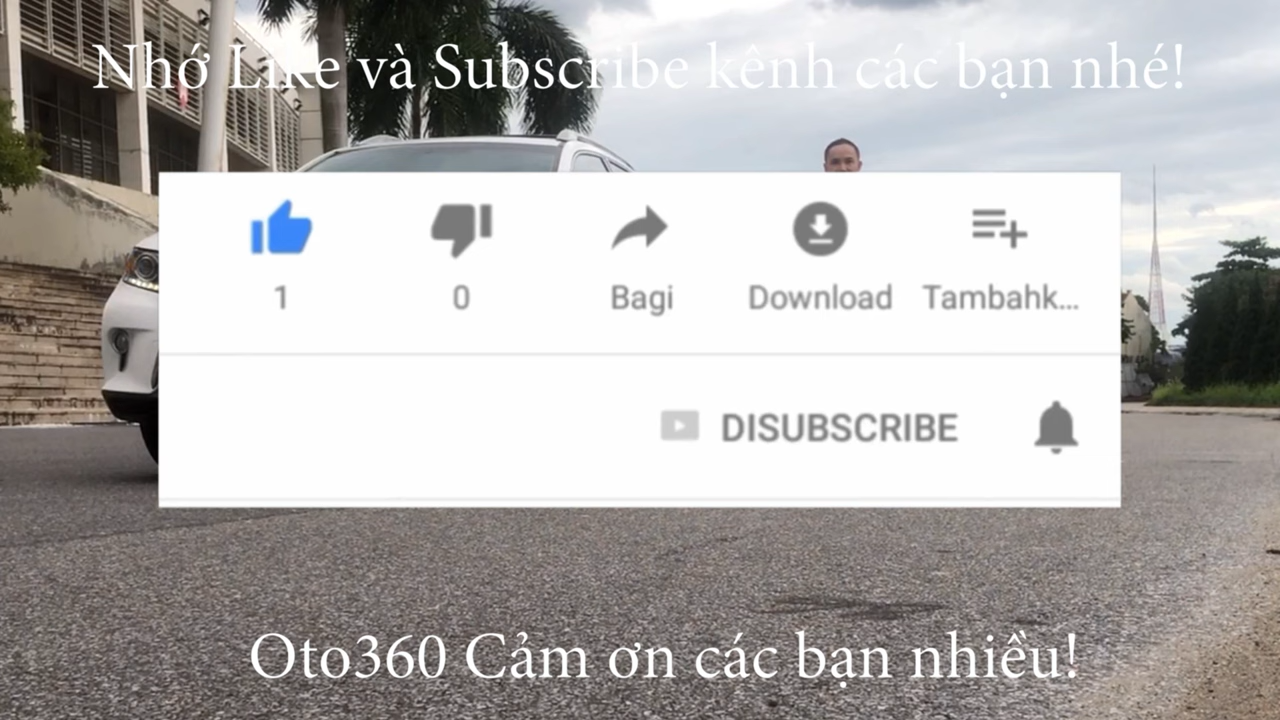 Nhớ Like và Subscribe kênh các bạn nhé!
1 0 Bagi Download Tambahk...
DISUBSCRIBE
Oto360 Cảm ơn các bạn nhiều!